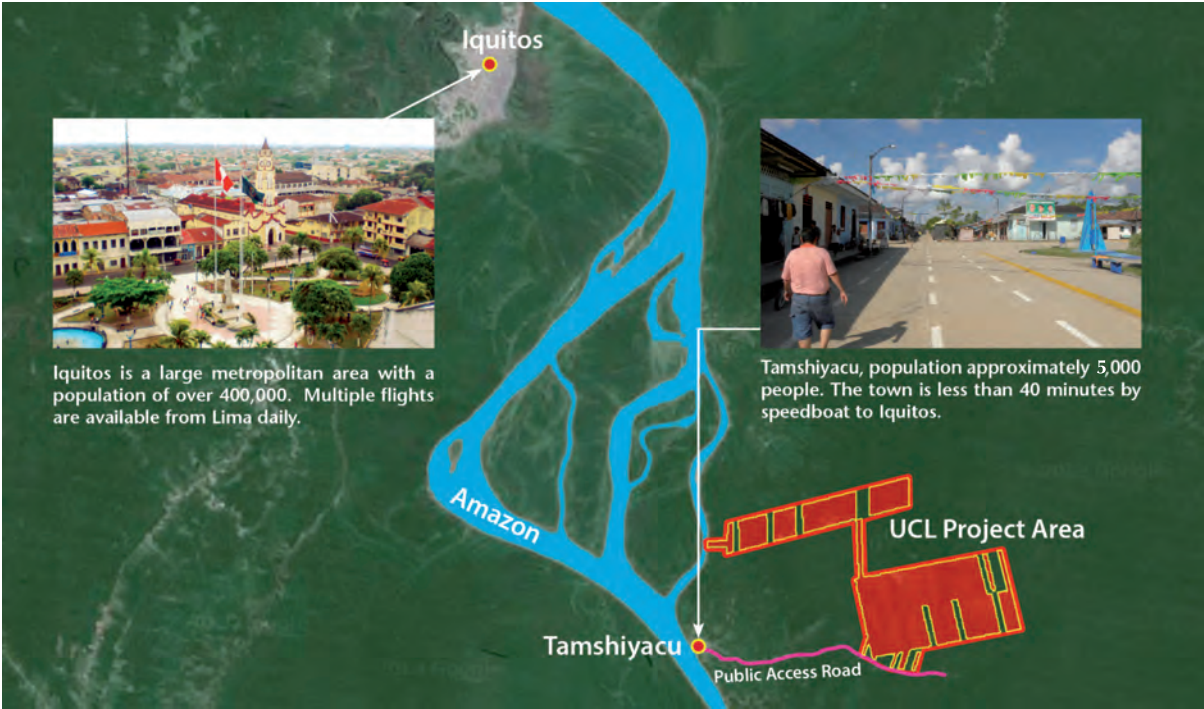 Iquitos
Iquitos is a large metropolitan area with a
population of over 400,000. Multiple flights
are available from Lima daily.
Tamshiyacu, population approximately 5,000
people. The town is less than 40 minutes by
speedboat to Iquitos.
Amazon
UCL Project Area
Tamshiyacu
Public Access Road